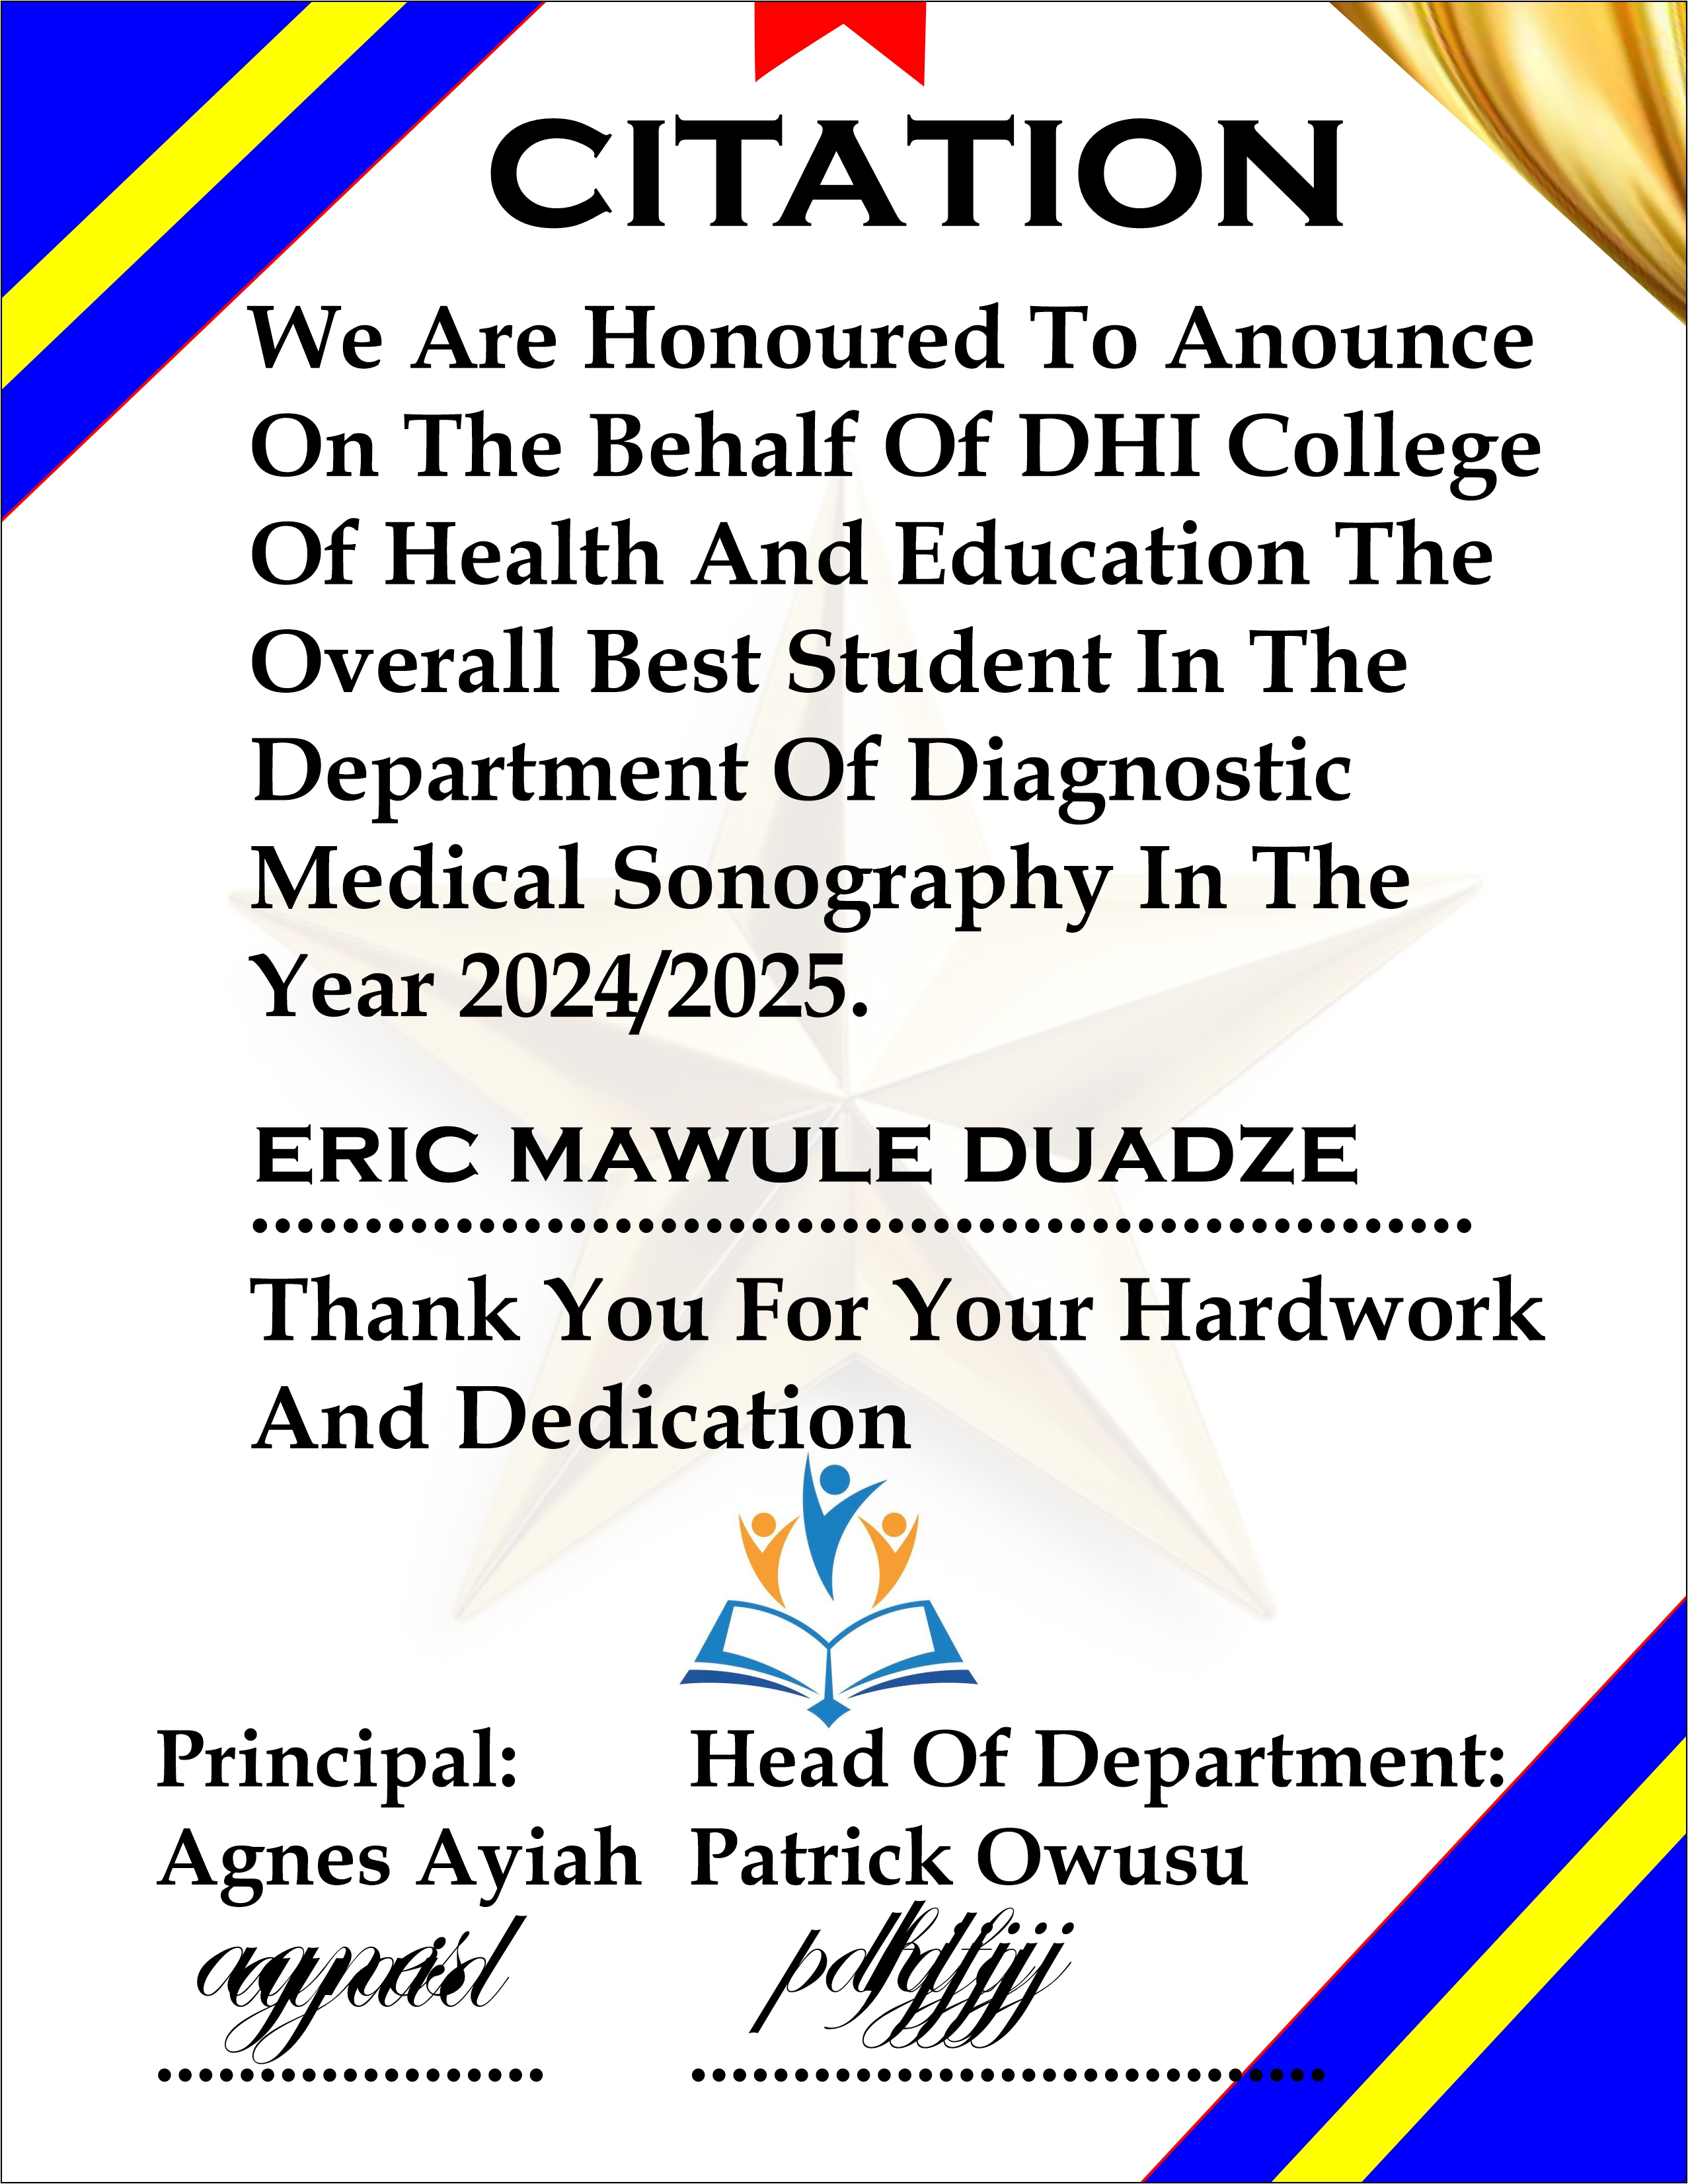 CITATION
We Are Honoured To Anounce
On The Behalf Of DHI College
Of Health And Education The
Overall Best Student In The
Department Of Diagnostic
Medical Sonography In The
Year 2024/2025.
ERIC MAWULE DUADZE
Thank You For Your Hardwork
And Dedication
Principal:
Agnes Ayiah
Head Of Department:
Patrick Owusu